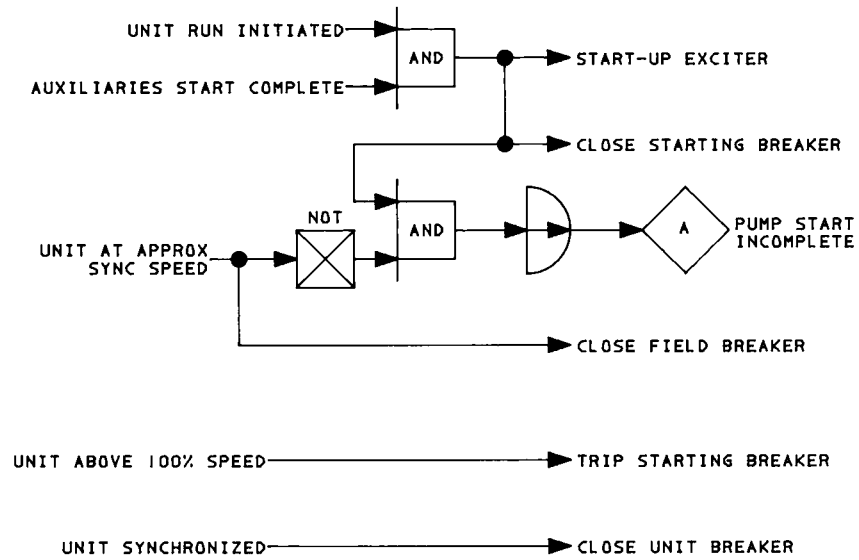 UNIT RUN INITIATED
AND
START-UP EXCITER
AUXILIARIES START COMPLETE
CLOSE STARTING BREAKER
NOT
AND
A
PUMP START
INCOMPLETE
UNIT AT APPROX
SYNC SPEED
CLOSE FIELD BREAKER
UNIT ABOVE 100% SPEED
TRIP STARTING BREAKER
UNIT SYNCHRONIZED
CLOSE UNIT BREAKER